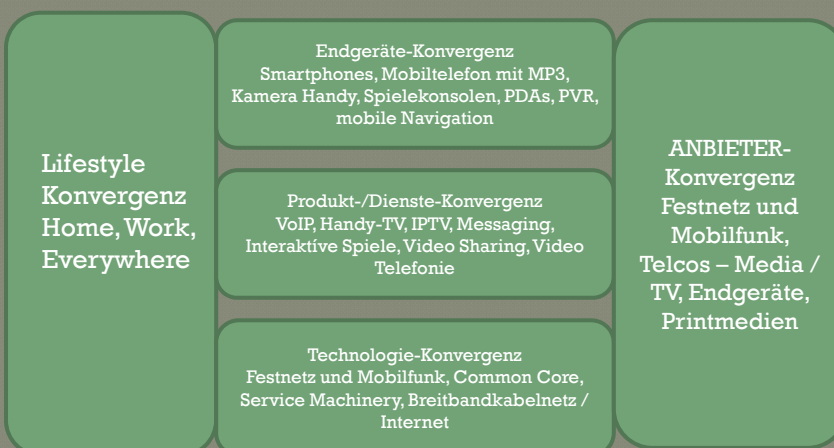 Lifestyle
Konvergenz
Home, Work,
Everywhere
Endgeräte-Konvergenz
Smartphones, Mobiltelefon mit MP3,
Kamera Handy, Spielekonsolen, PDAs, PVR,
mobile Navigation
Produkt-/Dienste-Konvergenz
VoIP, Handy-TV, IPTV, Messaging,
Interaktíve Spiele, Video Sharing, Video
Telefonie
Technologie-Konvergenz
Festnetz und Mobilfunk, Common Core,
Service Machinery, Breitbandkabelnetz /
Internet
ANBIETER-
Konvergenz
Festnetz und
Mobilfunk,
Telcos – Media /
TV, Endgeräte,
Printmedien